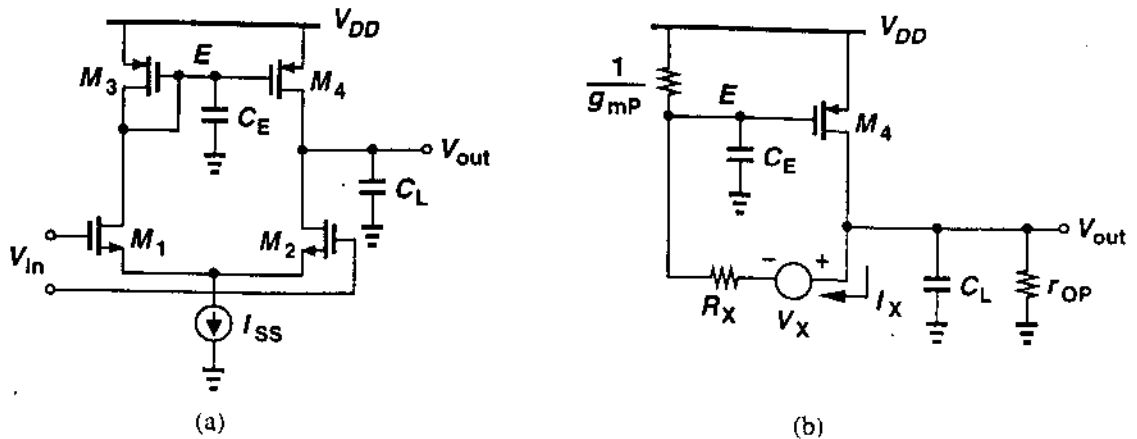 V_DD
M_3
E
M_4
C_E
V_out
C_L
V_in
M_1
M_2
I_SS
(a)
V_DD
1
g_mP
E
M_4
C_E
V_out
R_X
- +
V_X
I_X
C_L
r_OP
(b)